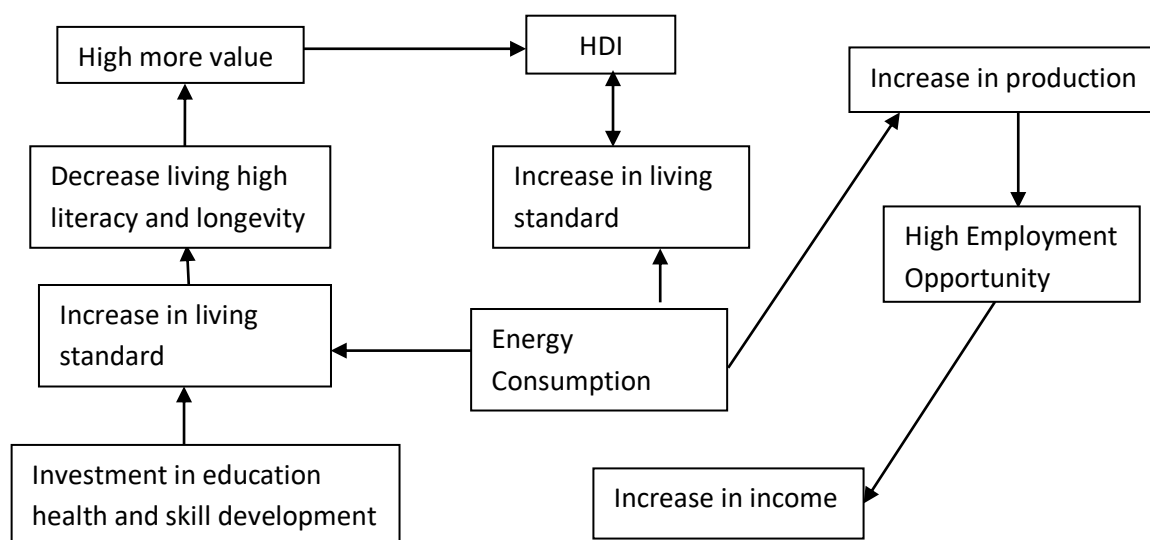 High more value
HDI
Increase in production
Decrease living high
literacy and longevity
Increase in living
standard
High Employment
Opportunity
Increase in living
standard
Energy
Consumption
Investment in education
health and skill development
Increase in income